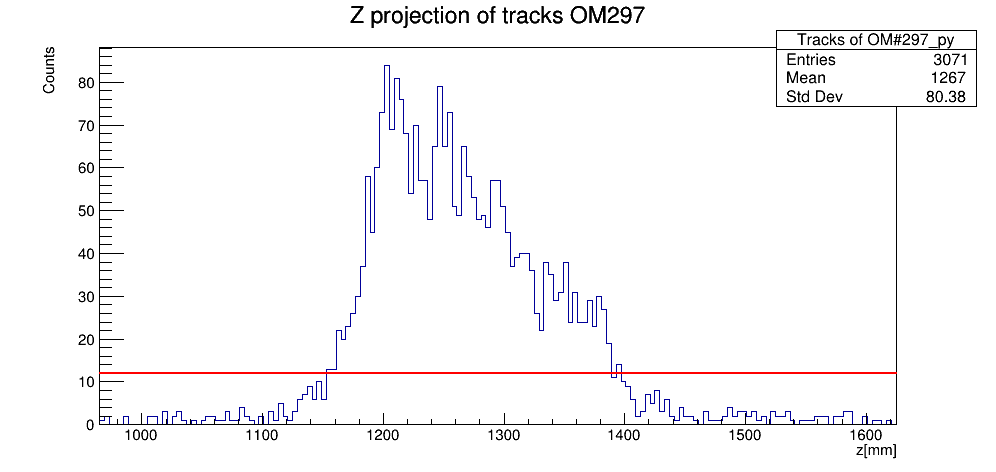 Z projection of tracks OM297
Tracks of OM#297_py
Entries 3071
Mean 1267
Std Dev 80.38
Counts
80
70
60
50
40
30
20
10
0
1000 1100 1200 1300 1400 1500 1600
z[mm]